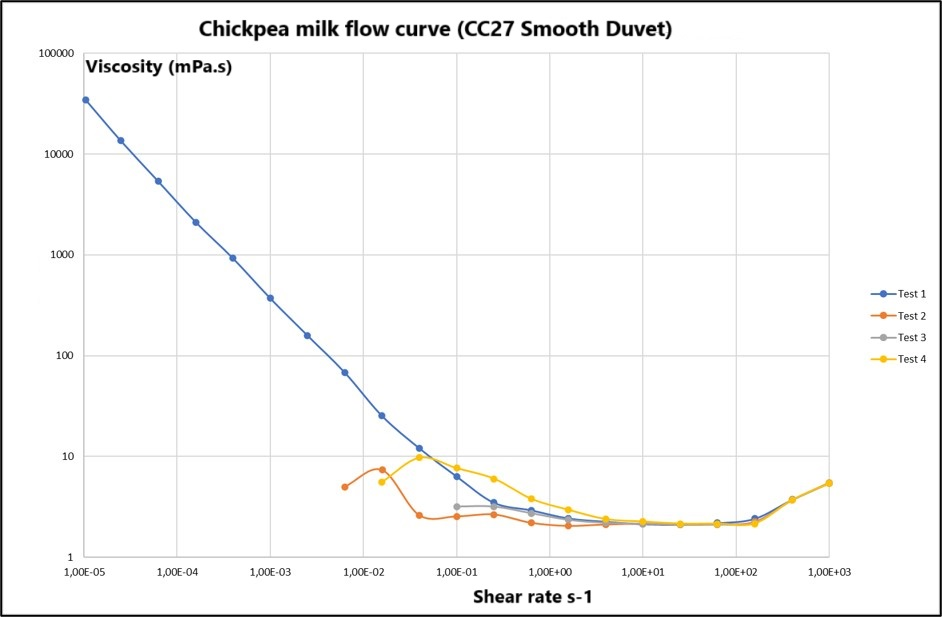 Chickpea milk flow curve (CC27 Smooth Duvet)
100000
Viscosity (mPa.s)
10000
1000
100
10
1
1,00E-05 1,00E-04 1,00E-03 1,00E-02 1,00E-01 1,00E+00 1,00E+01 1,00E+02 1,00E+03
Shear rate s-1
Test 1
Test 2
Test 3
Test 4